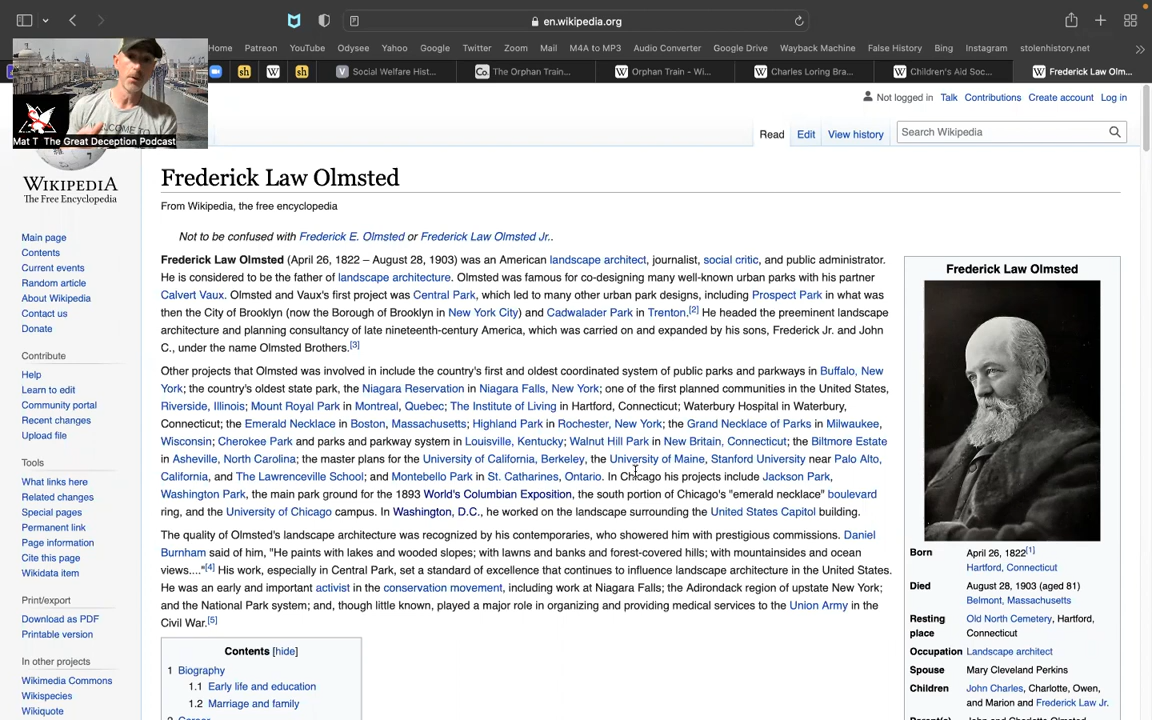 en.wikipedia.org
Home Patreon YouTube Odysee Yahoo Google Twitter Zoom Mail M4A to MP3 Audio Converter Google Drive Wayback Machine False History Bing Instagram stolenhistory.net
sh W sh V Social Welfare Hist... Co. The Orphan Train... W Orphan Train - Wi... W Charles Loring Bra... W Children's Aid Soc... W Frederick Law Olm...
WELCOME TO
Mat T The Great Deception Podcast
Not logged in Talk Contributions Create account Log in
Read Edit View history Search Wikipedia
WIKIPEDIA
The Free Encyclopedia
Main page
Contents
Current events
Random article
About Wikipedia
Contact us
Donate
Contribute
Help
Learn to edit
Community portal
Recent changes
Upload file
Tools
What links here
Related changes
Special pages
Permanent link
Page information
Cite this page
Wikidata item
Print/export
Download as PDF
Printable version
In other projects
Wikimedia Commons
Wikispecies
Wikiquote
Frederick Law Olmsted
From Wikipedia, the free encyclopedia
Not to be confused with Frederick E. Olmsted or Frederick Law Olmsted Jr..
Frederick Law Olmsted (April 26, 1822 – August 28, 1903) was an American landscape architect, journalist, social critic, and public administrator.
He is considered to be the father of landscape architecture. Olmsted was famous for co-designing many well-known urban parks with his partner
Calvert Vaux. Olmsted and Vaux's first project was Central Park, which led to many other urban park designs, including Prospect Park in what was
then the City of Brooklyn (now the Borough of Brooklyn in New York City) and Cadwalader Park in Trenton.[2] He headed the preeminent landscape
architecture and planning consultancy of late nineteenth-century America, which was carried on and expanded by his sons, Frederick Jr. and John
C., under the name Olmsted Brothers.[3]
Other projects that Olmsted was involved in include the country's first and oldest coordinated system of public parks and parkways in Buffalo, New
York; the country's oldest state park, the Niagara Reservation in Niagara Falls, New York; one of the first planned communities in the United States,
Riverside, Illinois; Mount Royal Park in Montreal, Quebec; The Institute of Living in Hartford, Connecticut; Waterbury Hospital in Waterbury,
Connecticut; the Emerald Necklace in Boston, Massachusetts; Highland Park in Rochester, New York; the Grand Necklace of Parks in Milwaukee,
Wisconsin; Cherokee Park and parks and parkway system in Louisville, Kentucky; Walnut Hill Park in New Britain, Connecticut; the Biltmore Estate
in Asheville, North Carolina; the master plans for the University of California, Berkeley, the University of Maine, Stanford University near Palo Alto,
California, and The Lawrenceville School; and Montebello Park in St. Catharines, Ontario. In Chicago his projects include Jackson Park,
Washington Park, the main park ground for the 1893 World's Columbian Exposition, the south portion of Chicago's "emerald necklace" boulevard
ring, and the University of Chicago campus. In Washington, D.C., he worked on the landscape surrounding the United States Capitol building.
The quality of Olmsted's landscape architecture was recognized by his contemporaries, who showered him with prestigious commissions. Daniel
Burnham said of him, "He paints with lakes and wooded slopes; with lawns and banks and forest-covered hills; with mountainsides and ocean
views...."[4] His work, especially in Central Park, set a standard of excellence that continues to influence landscape architecture in the United States.
He was an early and important activist in the conservation movement, including work at Niagara Falls; the Adirondack region of upstate New York;
and the National Park system; and, though little known, played a major role in organizing and providing medical services to the Union Army in the
Civil War.[5]
Contents [hide]
1 Biography
1.1 Early life and education
1.2 Marriage and family
2 Career
Frederick Law Olmsted
Born April 26, 1822[1]
Hartford, Connecticut
Died August 28, 1903 (aged 81)
Belmont, Massachusetts
Resting place Old North Cemetery, Hartford,
Connecticut
Occupation Landscape architect
Spouse Mary Cleveland Perkins
Children John Charles, Charlotte, Owen,
and Marion and Frederick Law Jr.
Parent(s) John and Charlotte Olmsted